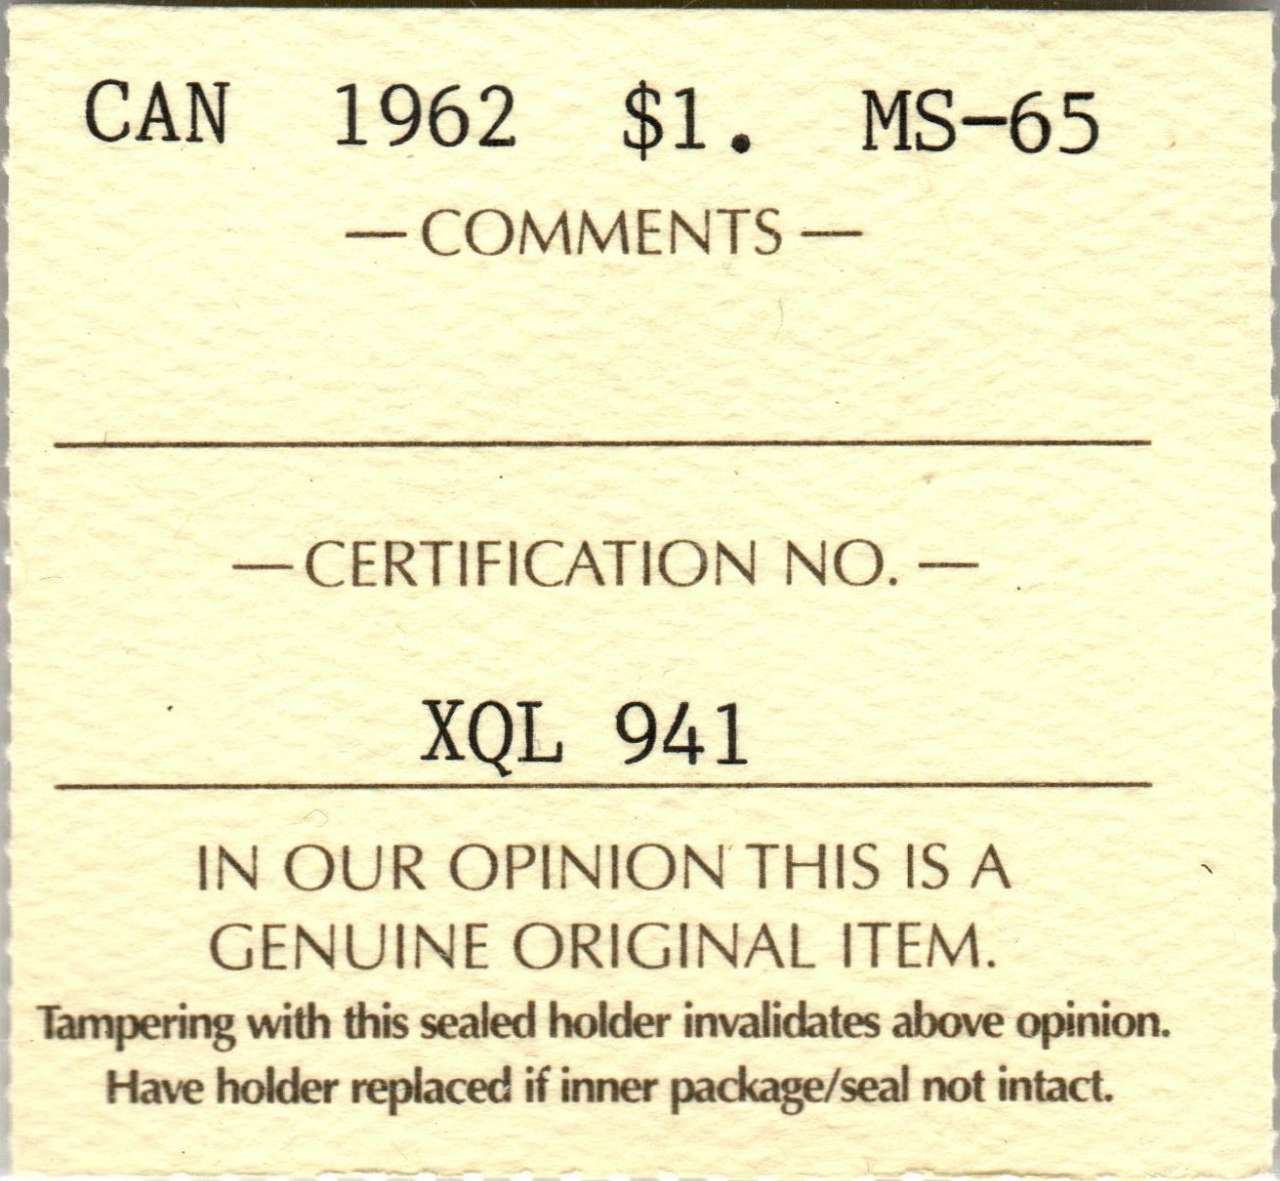 CAN 1962 $1. MS-65
— COMMENTS —
— CERTIFICATION NO. —
XQL 941
IN OUR OPINION THIS IS A
GENUINE ORIGINAL ITEM.
Tampering with this sealed holder invalidates above opinion.
Have holder replaced if inner package/seal not intact.